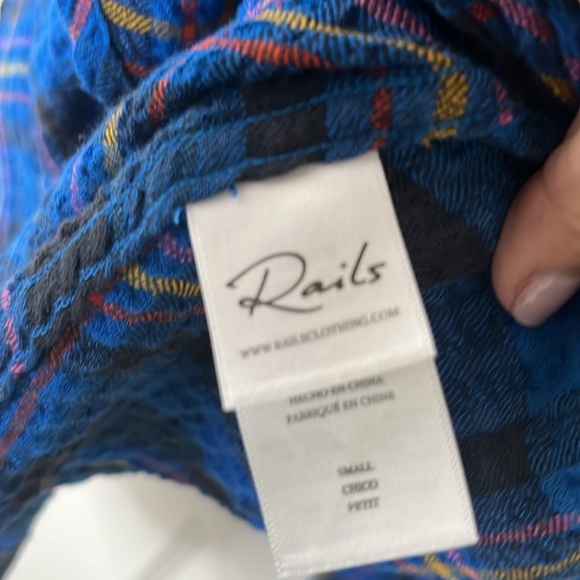 Rails
WWW.RAILSCLOTHING.COM
HECHO EN CHINA
FABRIQUÉ EN CHINE
SMALL
CHICO
PETIT